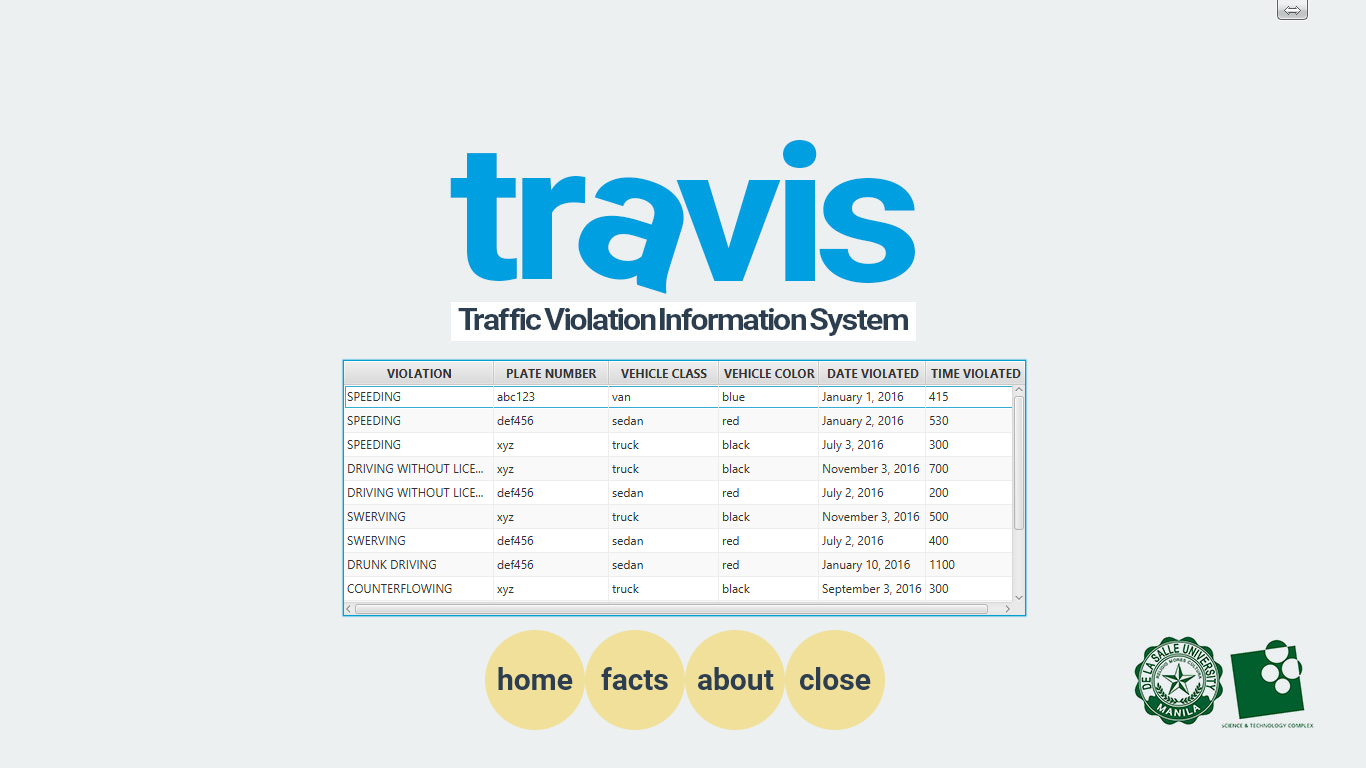 travis
Traffic Violation Information System
VIOLATION PLATE NUMBER VEHICLE CLASS VEHICLE COLOR DATE VIOLATED TIME VIOLATED
SPEEDING abc123 van blue January 1, 2016 415
SPEEDING def456 sedan red January 2, 2016 530
SPEEDING xyz truck black July 3, 2016 300
DRIVING WITHOUT LICE... xyz truck black November 3, 2016 700
DRIVING WITHOUT LICE... def456 sedan red July 2, 2016 200
SWERVING xyz truck black November 3, 2016 500
SWERVING def456 sedan red July 2, 2016 400
DRUNK DRIVING def456 sedan red January 10, 2016 1100
COUNTERFLOWING xyz truck black September 3, 2016 300
home facts about close
DE LA SALLE UNIVERSITY
MANILA
SCIENCE & TECHNOLOGY COMPLEX